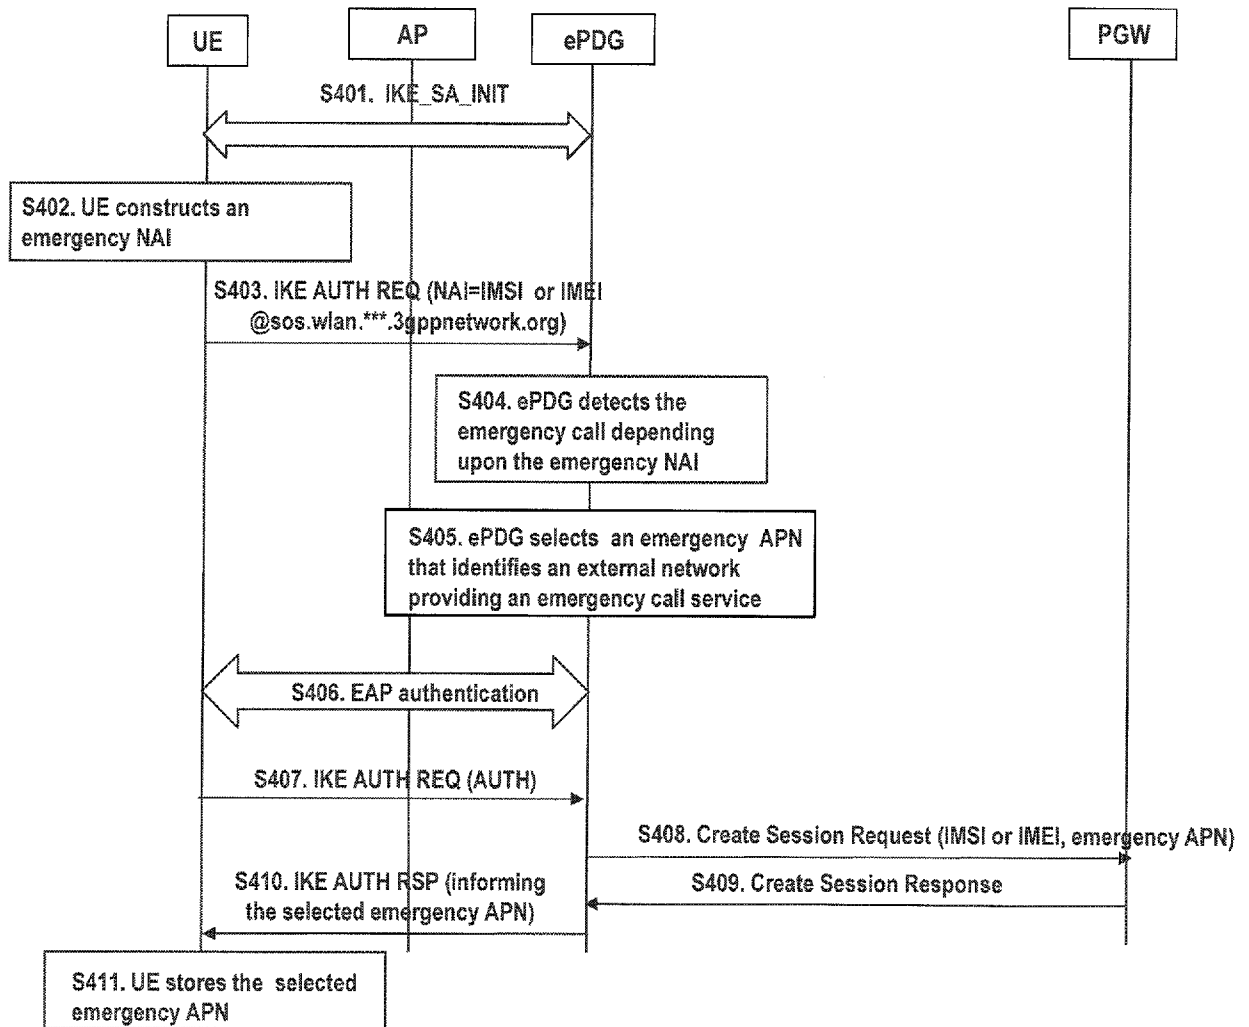 UE
AP
ePDG
PGW
S401. IKE_SA_INIT
S402. UE constructs an
emergency NAI
S403. IKE AUTH REQ (NAI=IMSI or IMEI
@sos.wlan.***.3gppnetwork.org)
S404. ePDG detects the
emergency call depending
upon the emergency NAI
S405. ePDG selects an emergency APN
that identifies an external network
providing an emergency call service
S406. EAP authentication
S407. IKE AUTH REQ (AUTH)
S408. Create Session Request (IMSI or IMEI, emergency APN)
S409. Create Session Response
S410. IKE AUTH RSP (informing
the selected emergency APN)
S411. UE stores the selected
emergency APN